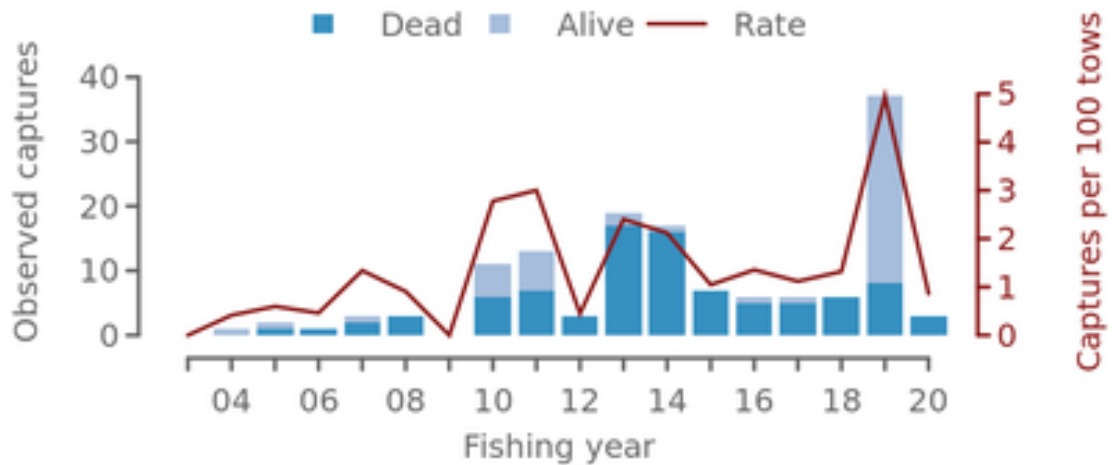 Dead Alive Rate
Observed captures
40
30
20
10
0
5
4
3
2
1
0
Captures per 100 tows
04 06 08 10 12 14 16 18 20
Fishing year